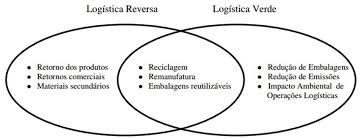 Logística Reversa
Logística Verde
• Retorno dos produtos
• Retornos comerciais
• Materiais secundários
• Reciclagem
• Remanufatura
• Embalagens reutilizáveis
• Redução de Embalagens
• Redução de Emissões
• Impacto Ambiental de
Operações Logísticas